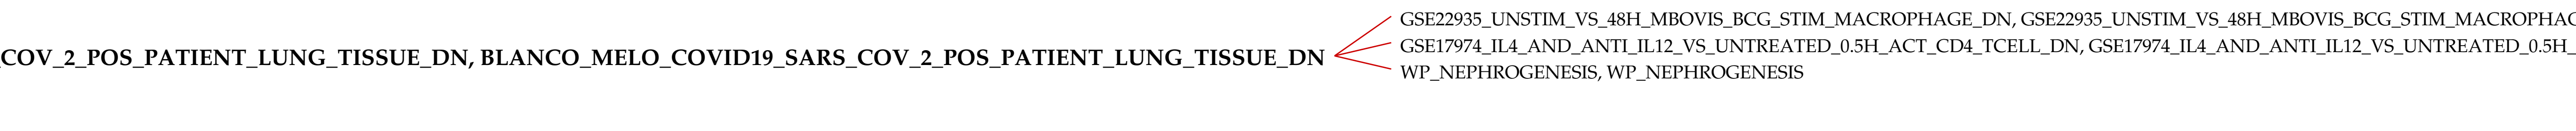 COV_2_POS_PATIENT_LUNG_TISSUE_DN, BLANCO_MELO_COVID19_SARS_COV_2_POS_PATIENT_LUNG_TISSUE_DN
GSE22935_UNSTIM_VS_48H_MBOVIS_BCG_STIM_MACROPHAGE_DN, GSE22935_UNSTIM_VS_48H_MBOVIS_BCG_STIM_MACROPHAG
GSE17974_IL4_AND_ANTI_IL12_VS_UNTREATED_0.5H_ACT_CD4_TCELL_DN, GSE17974_IL4_AND_ANTI_IL12_VS_UNTREATED_0.5H_
WP_NEPHROGENESIS, WP_NEPHROGENESIS